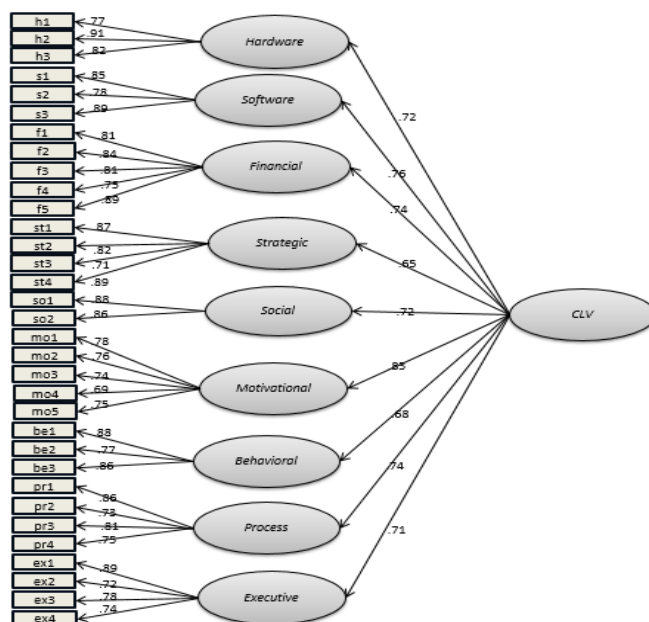 h1
.77
h2
.91
Hardware
h3
.82
s1
.85
s2
.78
Software
s3
.89
f1
.81
f2
.84
f3
.81
Financial
f4
.75
f5
.89
st1
.87
st2
.82
Strategic
st3
.71
st4
.89
so1
.88
Social
so2
.86
mo1
.78
mo2
.76
mo3
.74
Motivational
mo4
.69
mo5
.75
be1
.88
be2
.77
Behavioral
be3
.86
pr1
.86
pr2
.73
Process
pr3
.81
pr4
.75
ex1
.89
ex2
.72
ex3
.78
Executive
ex4
.74
.72
.76
.74
.65
.72
.85
.68
.74
.71
CLV